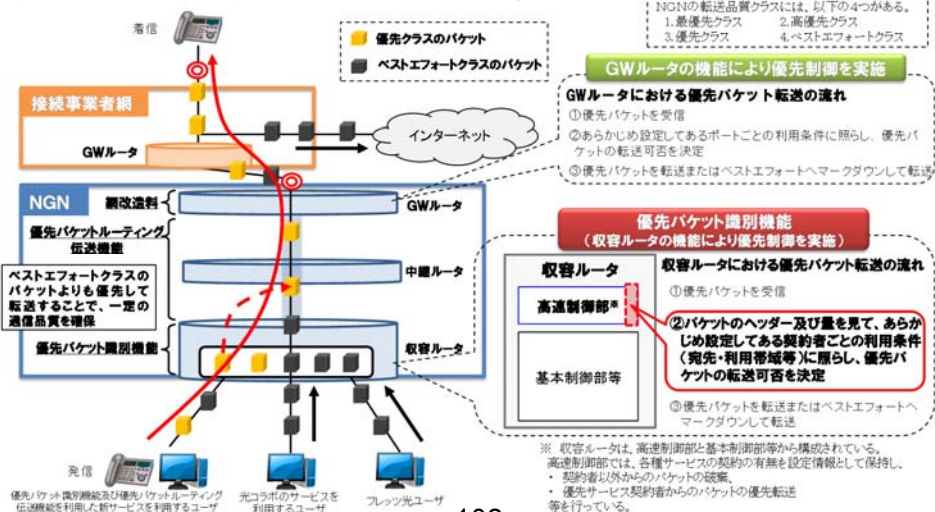 NGNの転送品質クラスには、以下の4つがある。
1.最優先クラス 2.高優先クラス
3.優先クラス 4.ベストエフォートクラス
着信
優先クラスのパケット
ベストエフォートクラスのパケット
接続事業者網
GWルータ
インターネット
GWルータの機能により優先制御を実施
GWルータにおける優先パケット転送の流れ
①優先パケットを受信
②あらかじめ設定してあるポートごとの利用条件に照らし、優先パ
ケットの転送可否を決定
③優先パケットを転送またはベストエフォートへマークダウンして転送
NGN
網改造料
GWルータ
優先パケットルーティング
伝送機能
中継ルータ
ベストエフォートクラスの
パケットよりも優先して
転送することで、一定の
通信品質を確保
優先パケット識別機能
収容ルータ
優先パケット識別機能
（収容ルータの機能により優先制御を実施）
収容ルータ
高速制御部※
基本制御部等
収容ルータにおける優先パケット転送の流れ
①優先パケットを受信
②パケットのヘッダー及び量を見て、あらか
じめ設定してある契約者ごとの利用条件
（宛先・利用帯域等）に照らし、優先パ
ケットの転送可否を決定
③優先パケットを転送またはベストエフォートへ
マークダウンして転送
※ 収容ルータは、高速制御部と基本制御部等から構成されている。
高速制御部では、各種サービスの契約の有無を設定情報として保持し、
・ 契約者以外からのパケットの破棄、
・ 優先サービス契約者からのパケットの優先転送
等を行っている。
発信
優先パケット識別機能及び優先パケットルーティング
伝送機能を利用した新サービスを利用するユーザ
光コラボのサービスを
利用するユーザ
フレッツ光ユーザ